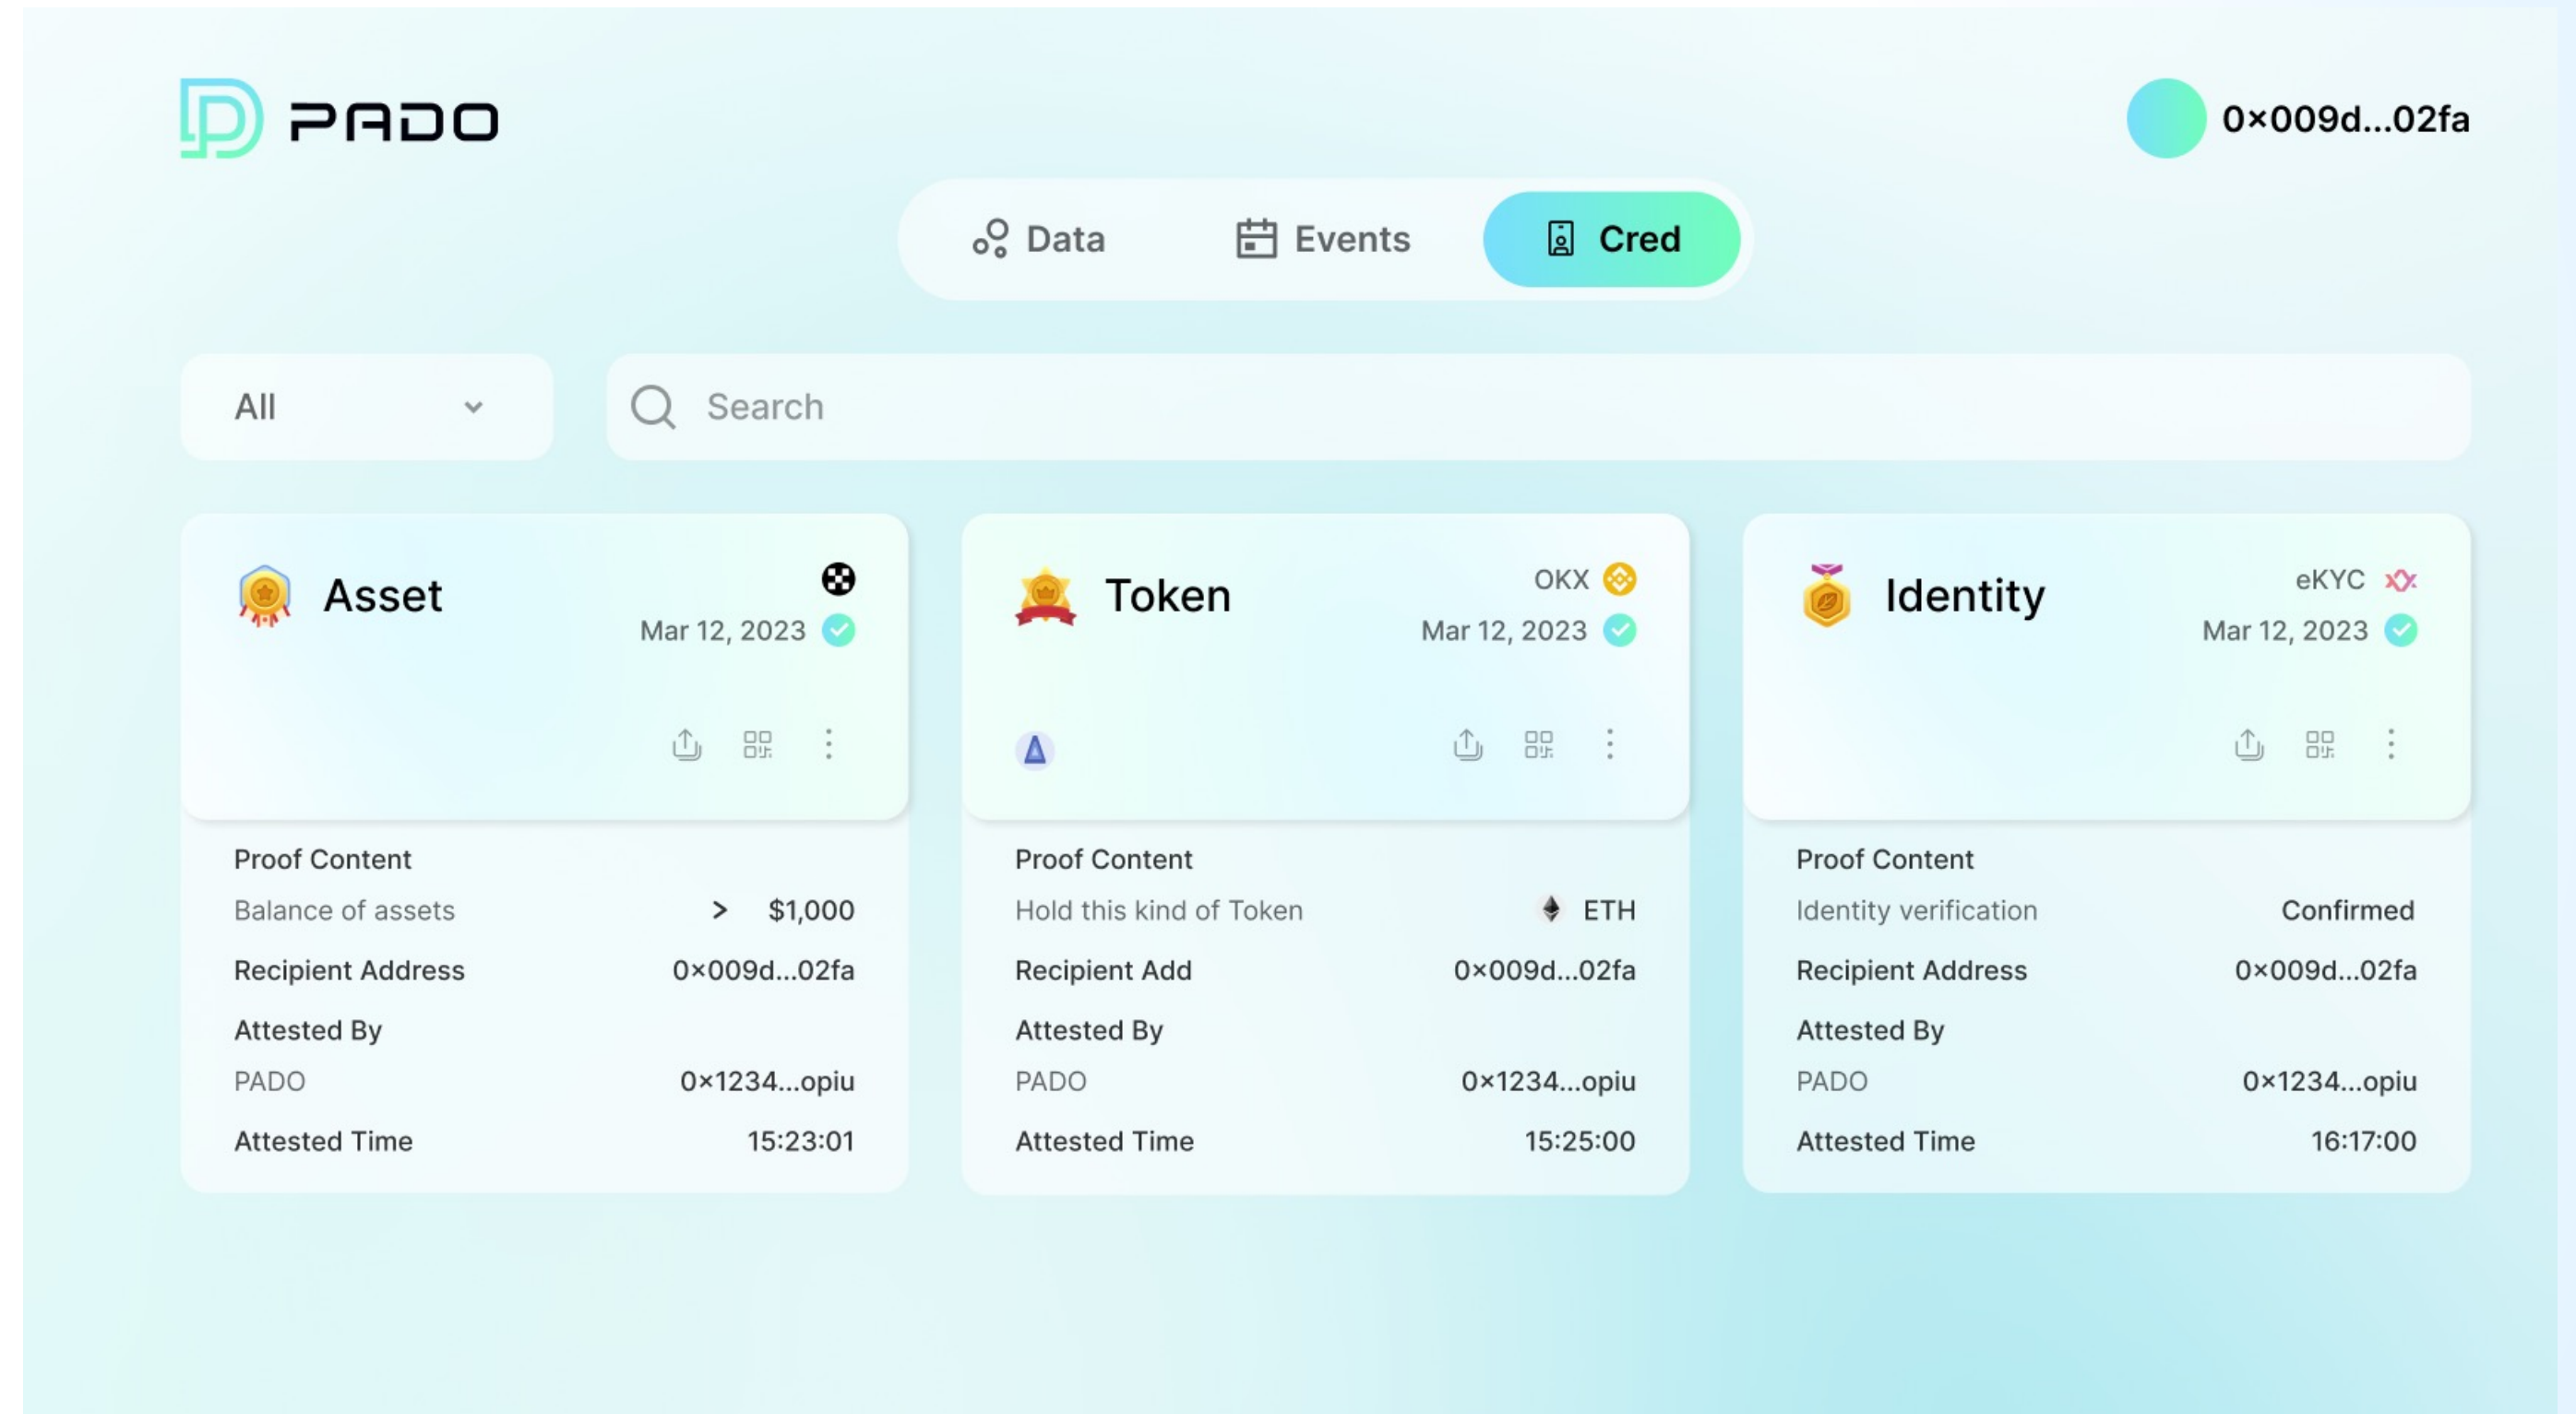 PADO
0×009d...02fa
Data
Events
Cred
All
Search
Asset
Mar 12, 2023
Proof Content
Balance of assets > $1,000
Recipient Address 0×009d...02fa
Attested By
PADO 0×1234...opiu
Attested Time 15:23:01
Token
OKX
Mar 12, 2023
Proof Content
Hold this kind of Token ETH
Recipient Add 0×009d...02fa
Attested By
PADO 0×1234...opiu
Attested Time 15:25:00
Identity
eKYC
Mar 12, 2023
Proof Content
Identity verification Confirmed
Recipient Address 0×009d...02fa
Attested By
PADO 0×1234...opiu
Attested Time 16:17:00